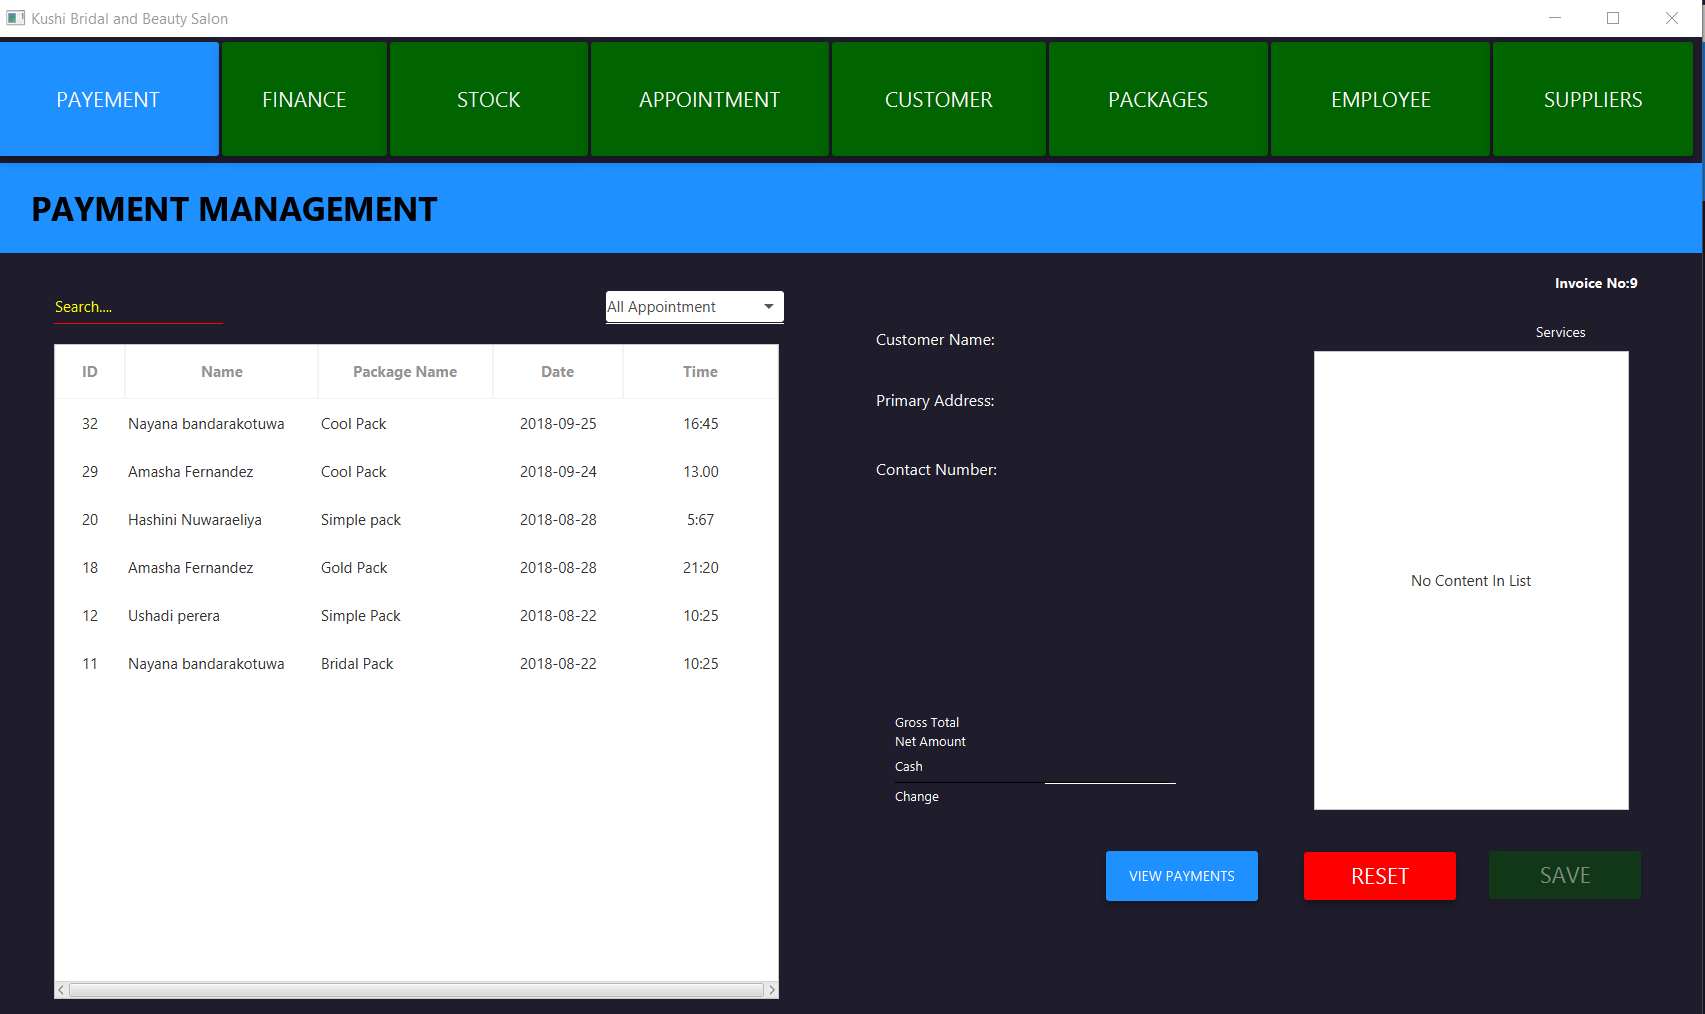 Kushi Bridal and Beauty Salon
PAYEMENT FINANCE STOCK APPOINTMENT CUSTOMER PACKAGES EMPLOYEE SUPPLIERS
PAYMENT MANAGEMENT
Invoice No:9
Search.... All Appointment
ID Name Package Name Date Time
32 Nayana bandarakotuwa Cool Pack 2018-09-25 16:45
29 Amasha Fernandez Cool Pack 2018-09-24 13.00
20 Hashini Nuwaraeliya Simple pack 2018-08-28 5:67
18 Amasha Fernandez Gold Pack 2018-08-28 21:20
12 Ushadi perera Simple Pack 2018-08-22 10:25
11 Nayana bandarakotuwa Bridal Pack 2018-08-22 10:25
Customer Name:
Primary Address:
Contact Number:
Services
No Content In List
Gross Total
Net Amount
Cash
Change
VIEW PAYMENTS RESET SAVE